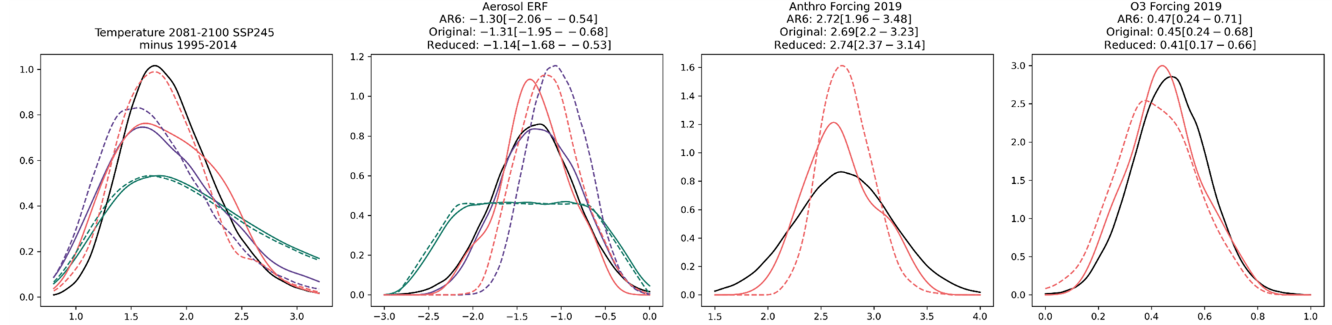 Temperature 2081-2100 SSP245
minus 1995-2014
1.0
0.8
0.6
0.4
0.2
0.0
1.0 1.5 2.0 2.5 3.0
Aerosol ERF
AR6: −1.30[−2.06 − −0.54]
Original: −1.31[−1.95 − −0.68]
Reduced: −1.14[−1.68 − −0.53]
1.2
1.0
0.8
0.6
0.4
0.2
0.0
−3.0 −2.5 −2.0 −1.5 −1.0 −0.5 0.0
Anthro Forcing 2019
AR6: 2.72[1.96 − 3.48]
Original: 2.69[2.2 − 3.23]
Reduced: 2.74[2.37 − 3.14]
1.6
1.4
1.2
1.0
0.8
0.6
0.4
0.2
0.0
1.5 2.0 2.5 3.0 3.5 4.0
O3 Forcing 2019
AR6: 0.47[0.24 − 0.71]
Original: 0.45[0.24 − 0.68]
Reduced: 0.41[0.17 − 0.66]
3.0
2.5
2.0
1.5
1.0
0.5
0.0
0.0 0.2 0.4 0.6 0.8 1.0